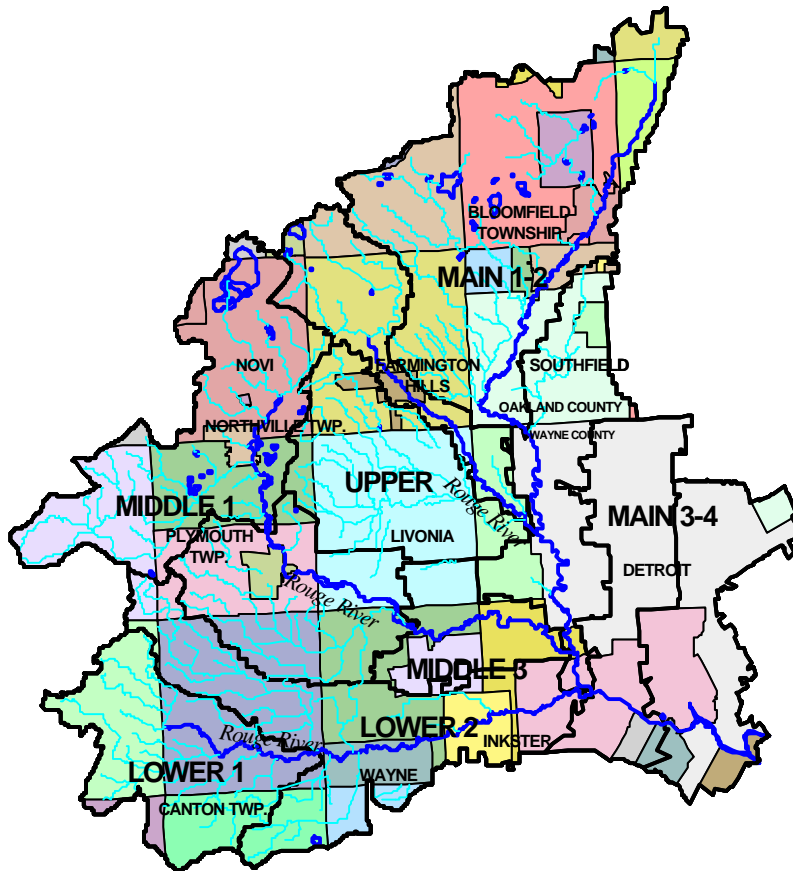 BLOOMFIELD
TOWNSHIP
MAIN 1-2
NOVI
FARMINGTON
HILLS
SOUTHFIELD
OAKLAND COUNTY
NORTHVILLE TWP.
WAYNE COUNTY
UPPER
Rouge River
MIDDLE 1
MAIN 3-4
PLYMOUTH
TWP.
LIVONIA
DETROIT
Rouge River
MIDDLE 3
LOWER 2
Rouge River
INKSTER
LOWER 1
WAYNE
CANTON TWP.